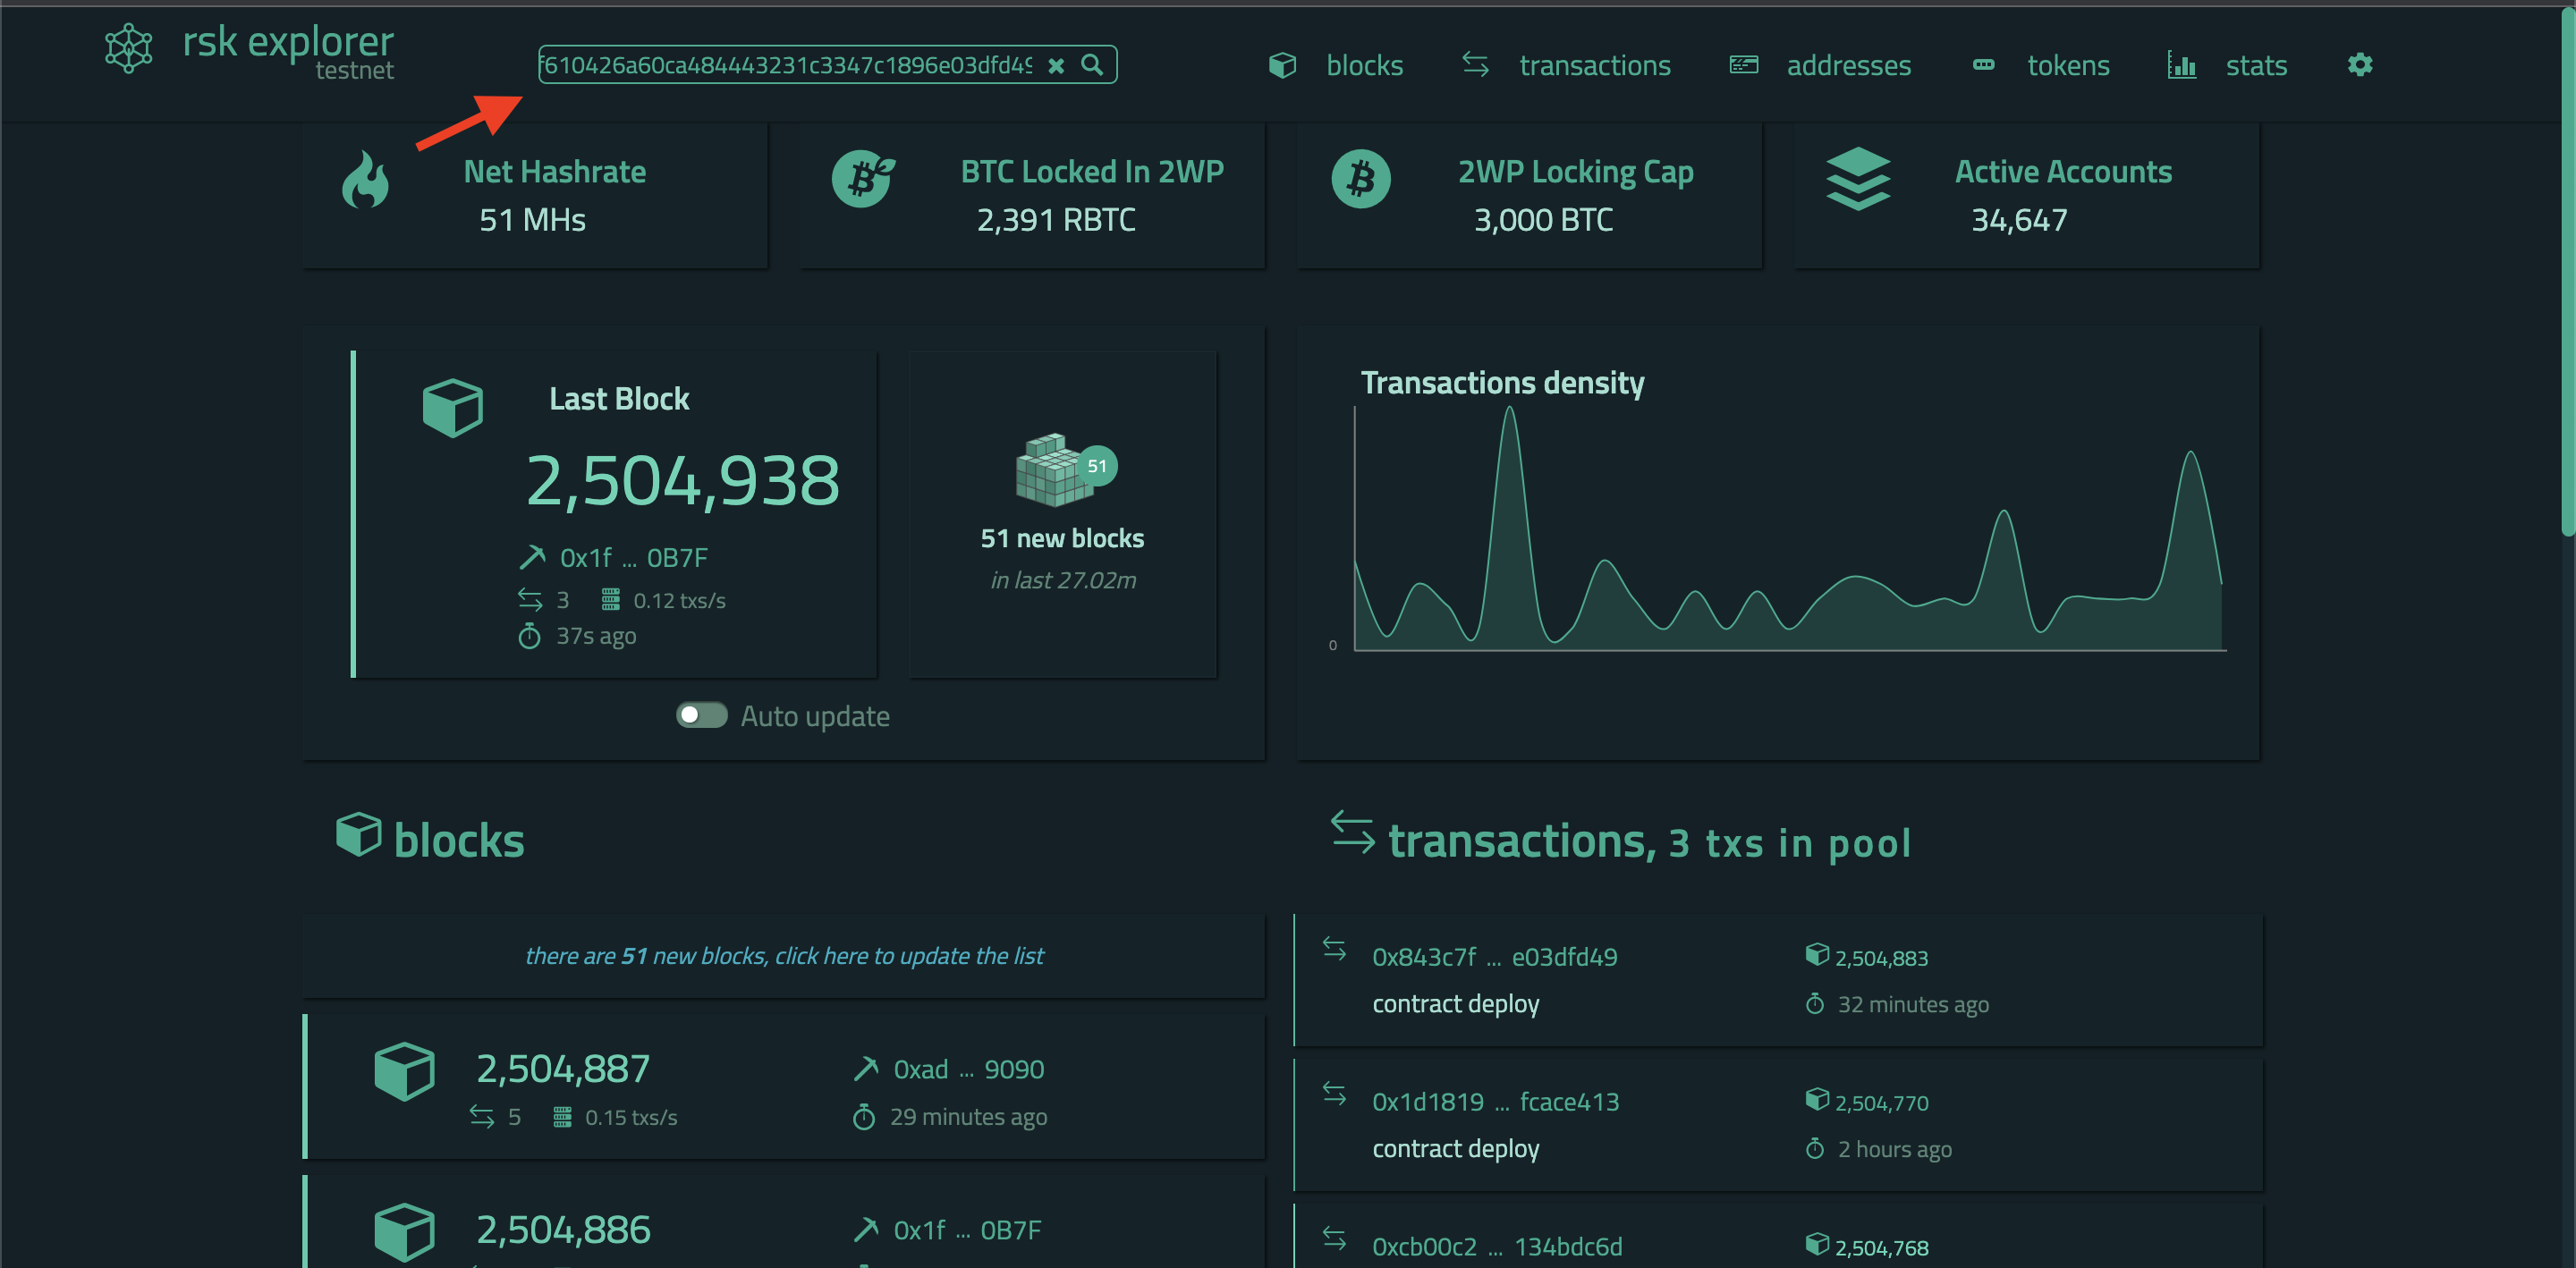 rsk explorer
testnet
f610426a60ca484443231c3347c1896e03dfd49
blocks
transactions
addresses
tokens
stats
Net Hashrate
51 MHs
BTC Locked In 2WP
2,391 RBTC
2WP Locking Cap
3,000 BTC
Active Accounts
34,647
Last Block
2,504,938
0x1f ... 0B7F
3 0.12 txs/s
37s ago
51
51 new blocks
in last 27.02m
Auto update
Transactions density
0
blocks
there are 51 new blocks, click here to update the list
2,504,887
0xad ... 9090
5 0.15 txs/s
29 minutes ago
2,504,886
0x1f ... 0B7F
transactions, 3 txs in pool
0x843c7f ... e03dfd49
2,504,883
contract deploy
32 minutes ago
0x1d1819 ... fcace413
2,504,770
contract deploy
2 hours ago
0xcb00c2 ... 134bdc6d
2,504,768